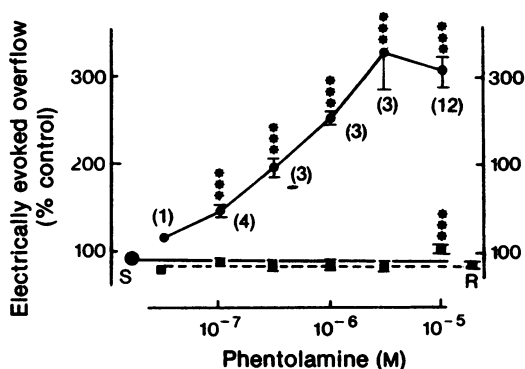 Electrically evoked overflow
(% control)
300 300
200 100
100 100
(1)
(4)
(3)
(3)
(3)
(12)
S R
10⁻⁷ 10⁻⁶ 10⁻⁵
Phentolamine (M)